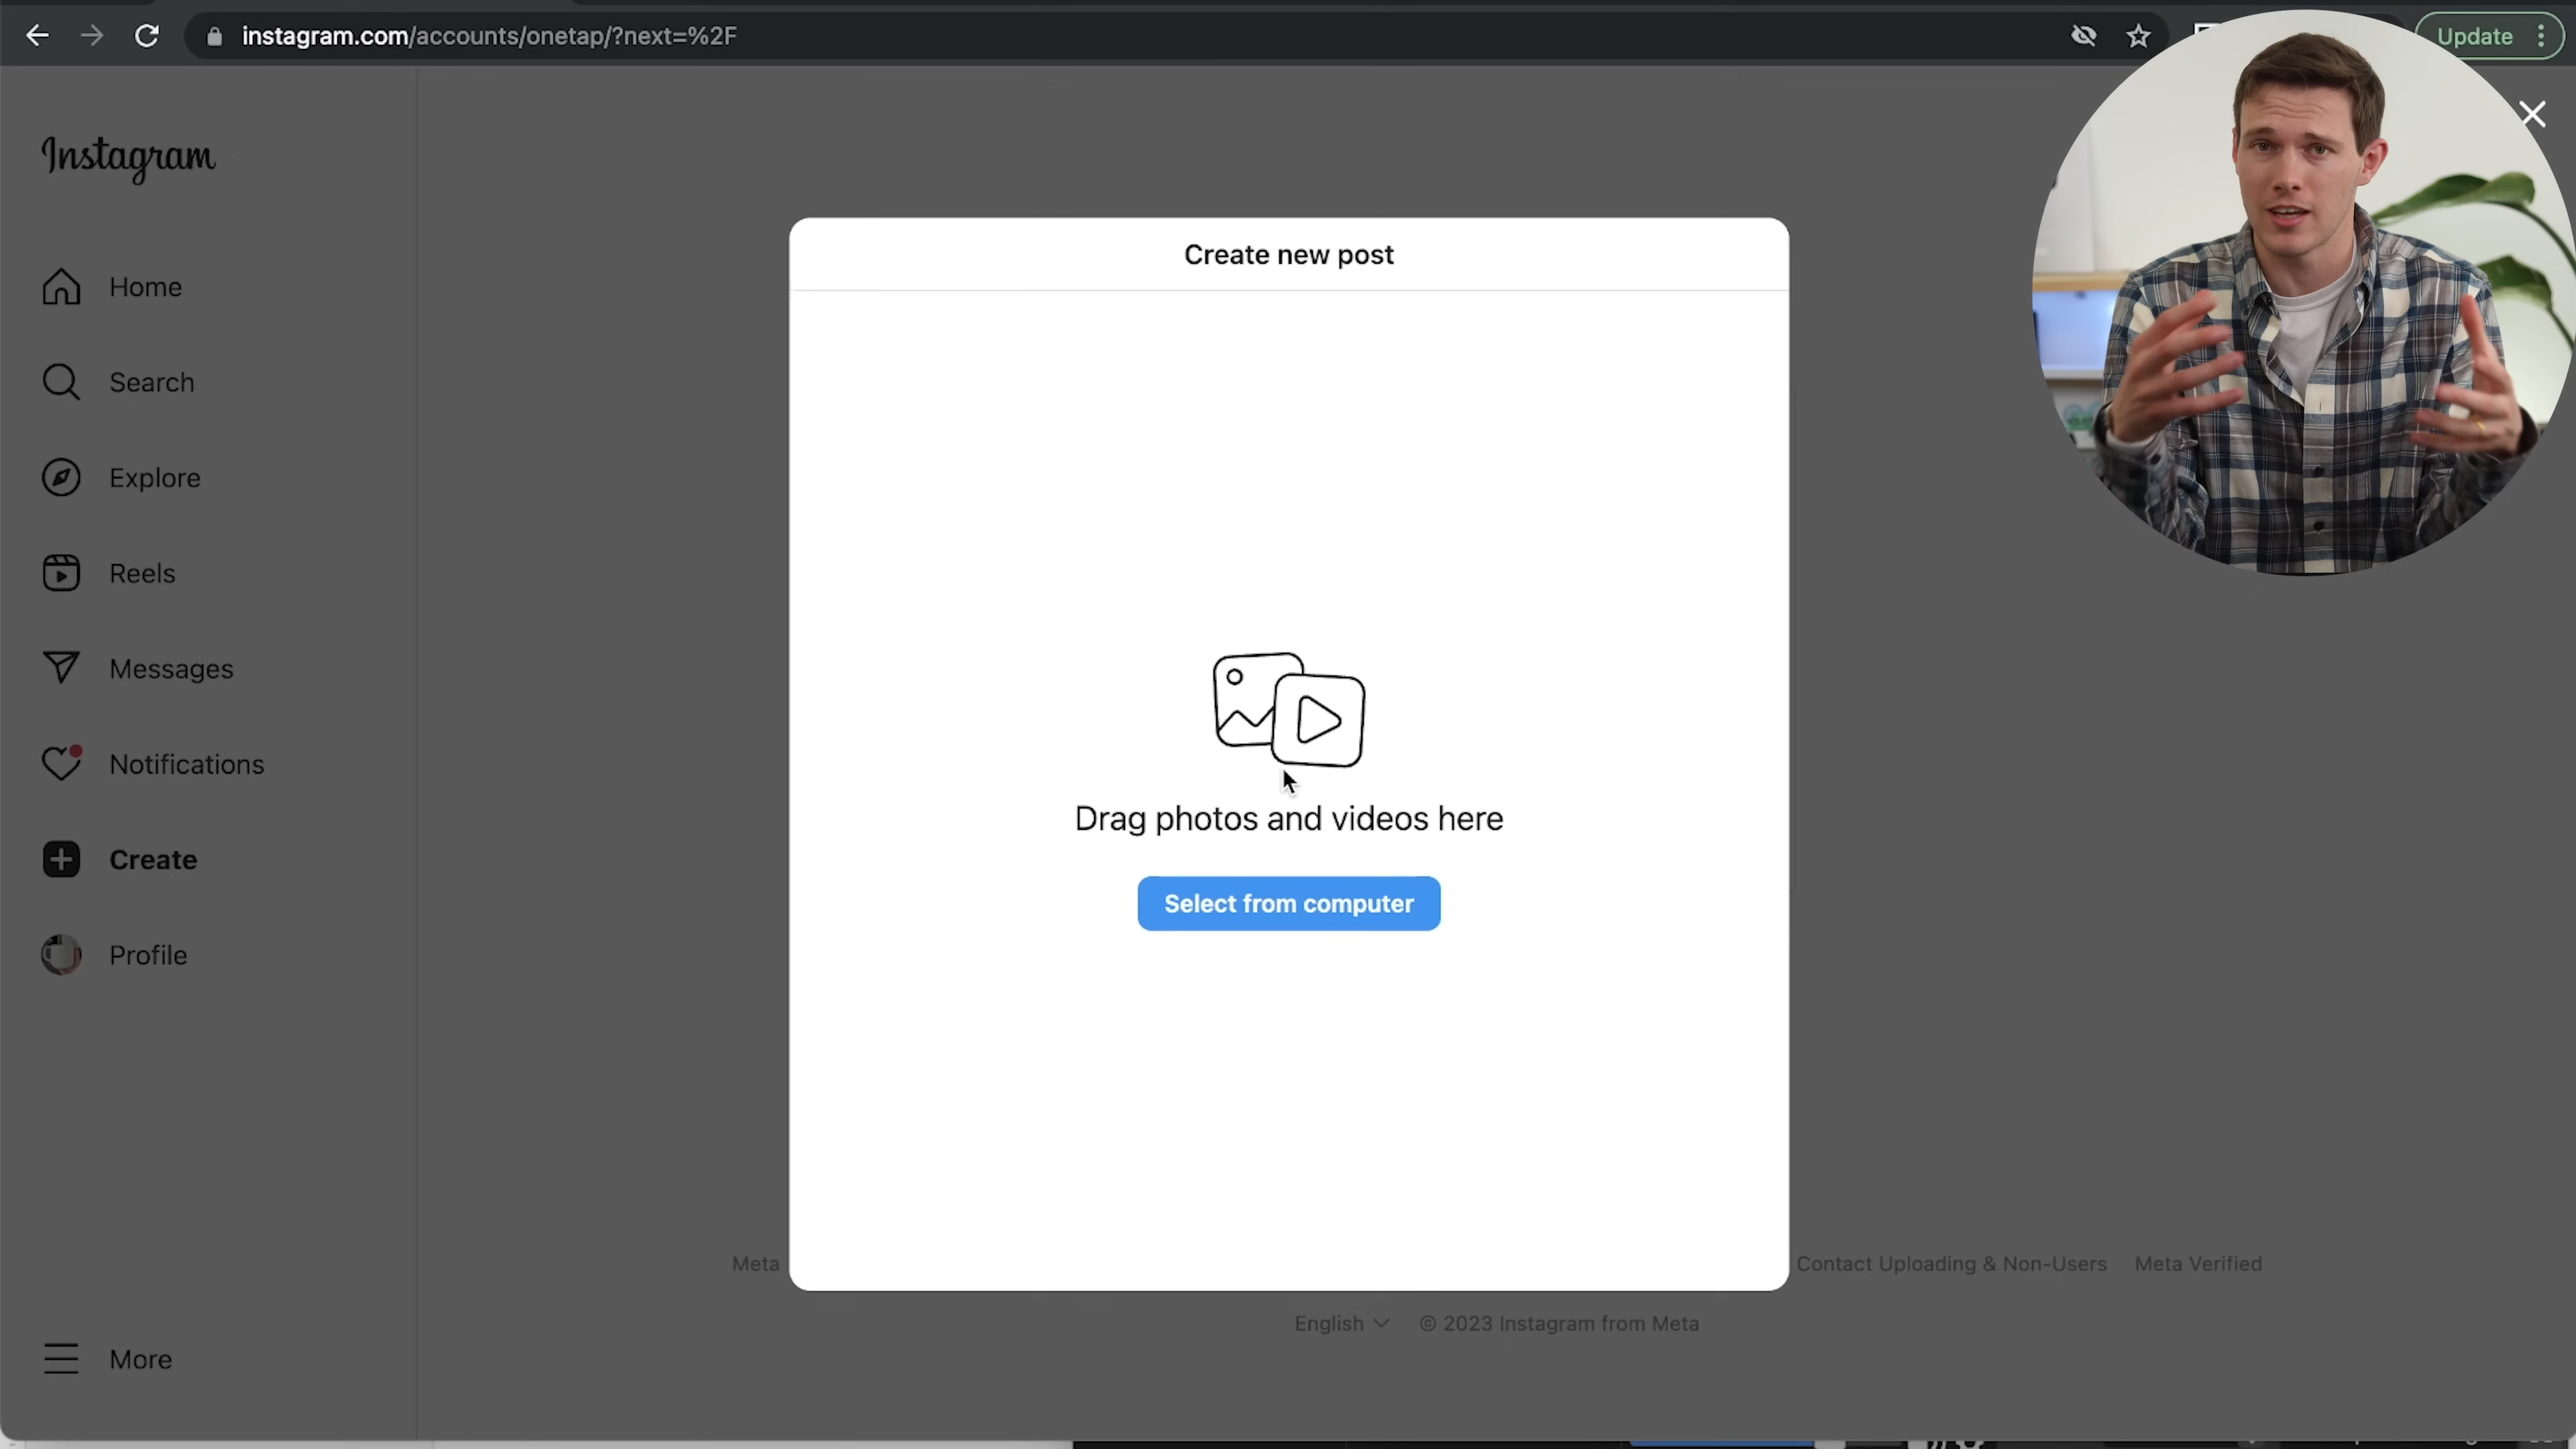 instagram.com/accounts/onetap/?next=%2F
Update
Instagram
Home
Search
Explore
Reels
Messages
Notifications
Create
Profile
More
Create new post
Drag photos and videos here
Select from computer
Meta
Contact Uploading & Non-Users
Meta Verified
English
© 2023 Instagram from Meta